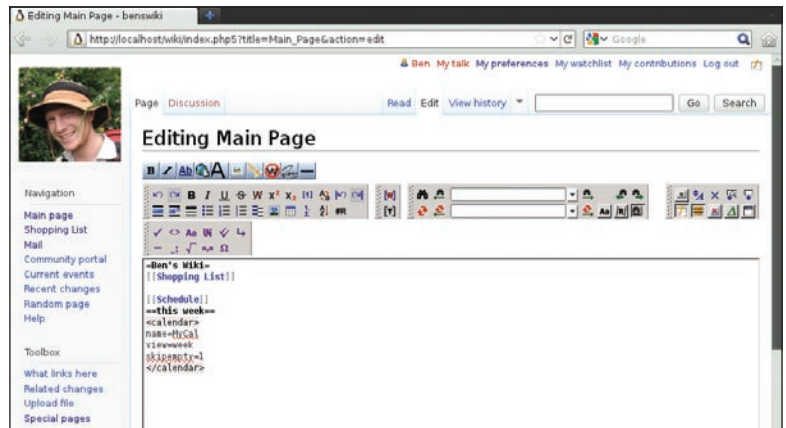 Editing Main Page - benswiki
http://localhost/wiki/index.php5?title=Main_Page&action=edit
Google
Ben My talk My preferences My watchlist My contributions Log out
Page Discussion Read Edit View history Go Search
Editing Main Page
Navigation
Main page
Shopping List
Mail
Community portal
Current events
Recent changes
Random page
Help
Toolbox
What links here
Related changes
Upload file
Special pages
B I Ab A W
B I U S W x² x₂
=Ben's Wiki=
[[Shopping List]]
[[Schedule]]
==this week==
<calendar>
name=MyCal
view=week
skipempty=1
</calendar>